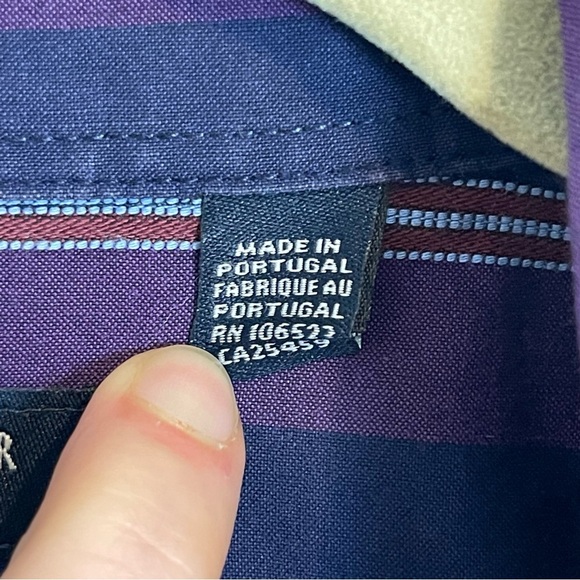 MADE IN
PORTUGAL
FABRIQUE AU
PORTUGAL
RN 106523
CA25459
R